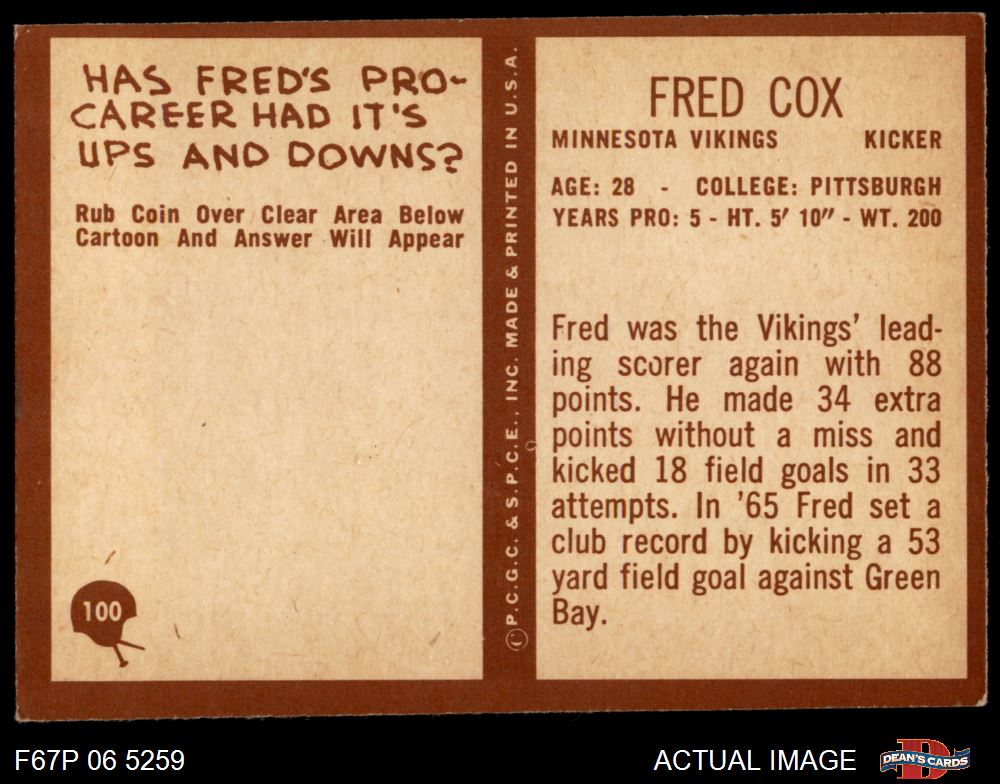 HAS FRED'S PRO-
CAREER HAD IT'S
UPS AND DOWNS?
Rub Coin Over Clear Area Below
Cartoon And Answer Will Appear
100
© P.C.G.C. & S.P.C.E., INC. MADE & PRINTED IN U.S.A.
FRED COX
MINNESOTA VIKINGS KICKER
AGE: 28 - COLLEGE: PITTSBURGH
YEARS PRO: 5 - HT. 5' 10" - WT. 200
Fred was the Vikings' lead-
ing scorer again with 88
points. He made 34 extra
points without a miss and
kicked 18 field goals in 33
attempts. In '65 Fred set a
club record by kicking a 53
yard field goal against Green
Bay.
F67P 06 5259
ACTUAL IMAGE
DEAN'S CARDS